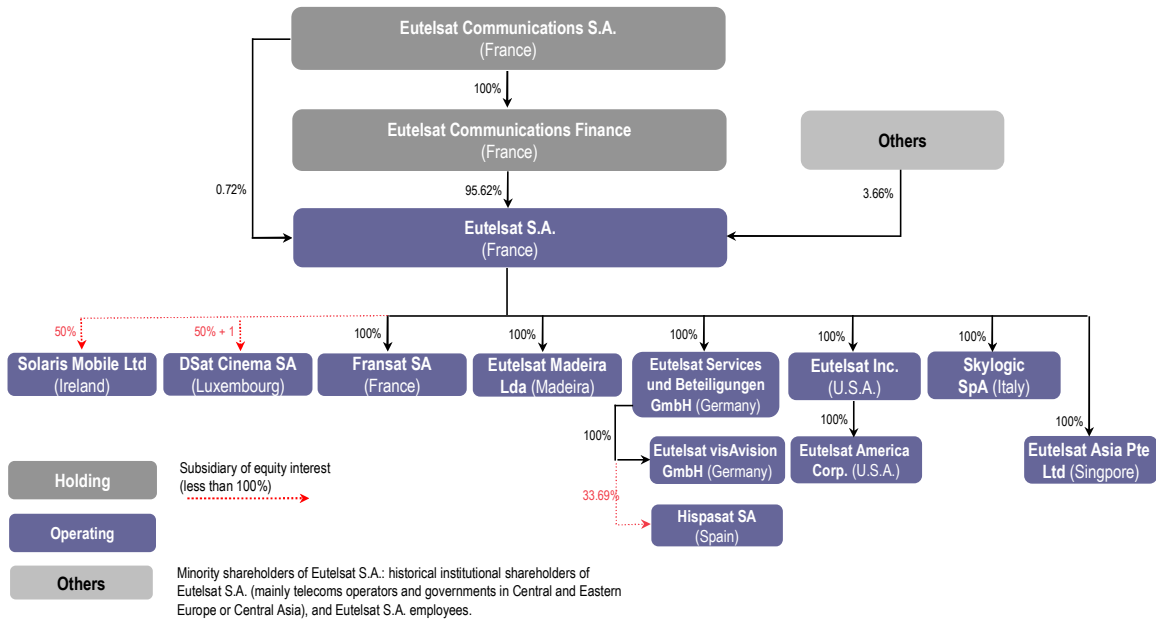 Eutelsat Communications S.A.
(France)
100%
Eutelsat Communications Finance
(France)
Others
0.72%
95.62%
3.66%
Eutelsat S.A.
(France)
50%
50% + 1
100%
100%
100%
100%
100%
Solaris Mobile Ltd
(Ireland)
DSat Cinema SA
(Luxembourg)
Fransat SA
(France)
Eutelsat Madeira
Lda (Madeira)
Eutelsat Services
und Beteiligungen
GmbH (Germany)
Eutelsat Inc.
(U.S.A.)
Skylogic
SpA (Italy)
100%
100%
100%
Eutelsat visAvision
GmbH (Germany)
Eutelsat America
Corp. (U.S.A.)
Eutelsat Asia Pte
Ltd (Singpore)
33.69%
Hispasat SA
(Spain)
Holding
Subsidiary of equity interest
(less than 100%)
Operating
Others
Minority shareholders of Eutelsat S.A.: historical institutional shareholders of
Eutelsat S.A. (mainly telecoms operators and governments in Central and Eastern
Europe or Central Asia), and Eutelsat S.A. employees.